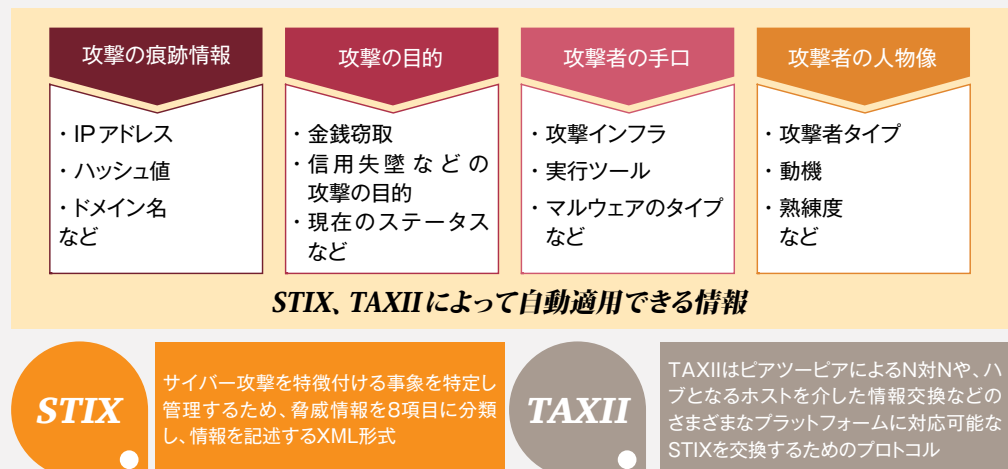 攻撃の痕跡情報
・IPアドレス
・ハッシュ値
・ドメイン名
など
攻撃の目的
・金銭窃取
・信用失墜などの
攻撃の目的
・現在のステータス
など
攻撃者の手口
・攻撃インフラ
・実行ツール
・マルウェアのタイプ
など
攻撃者の人物像
・攻撃者タイプ
・動機
・熟練度
など
STIX、TAXIIによって自動適用できる情報
STIX
サイバー攻撃を特徴付ける事象を特定し
管理するため、脅威情報を8項目に分類
し、情報を記述するXML形式
TAXII
TAXIIはピアツーピアによるN対Nや、ハ
ブとなるホストを介した情報交換などの
さまざまなプラットフォームに対応可能な
STIXを交換するためのプロトコル